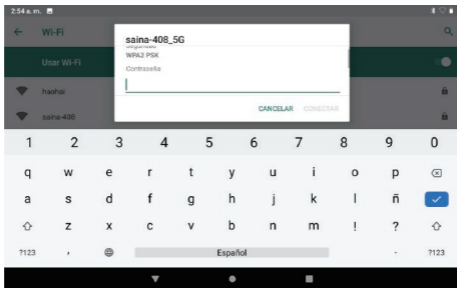 2:54 a. m.
Wi-Fi
Usar Wi-Fi
haohai
saina-408
saina-408_5G
Seguridad
WPA2 PSK
Contraseña
CANCELAR CONECTAR
1 2 3 4 5 6 7 8 9 0
q w e r t y u i o p
a s d f g h j k l ñ
z x c v b n m ! ?
?123 , Español . ?123